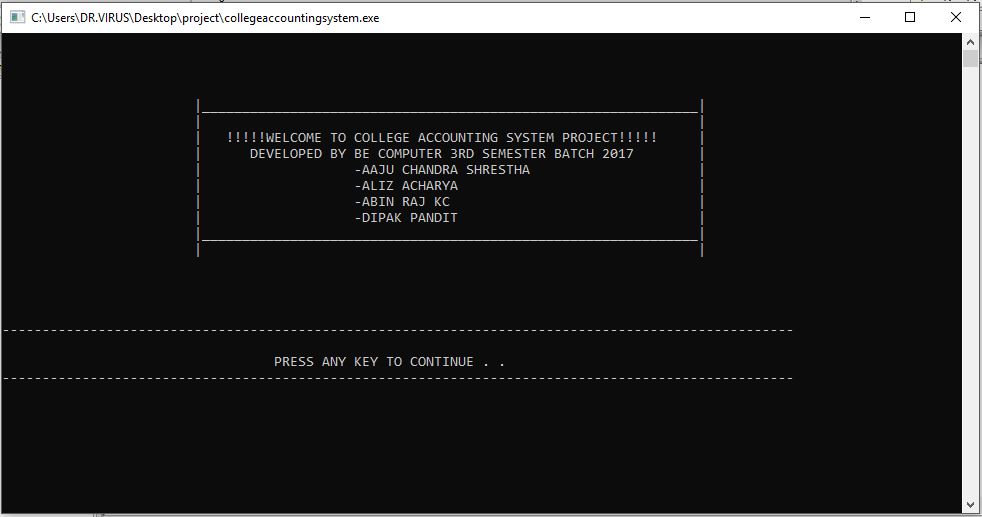 C:\Users\DR.VIRUS\Desktop\project\collegeaccountingsystem.exe
!!!!!WELCOME TO COLLEGE ACCOUNTING SYSTEM PROJECT!!!!!
DEVELOPED BY BE COMPUTER 3RD SEMESTER BATCH 2017
-AAJU CHANDRA SHRESTHA
-ALIZ ACHARYA
-ABIN RAJ KC
-DIPAK PANDIT
PRESS ANY KEY TO CONTINUE . .